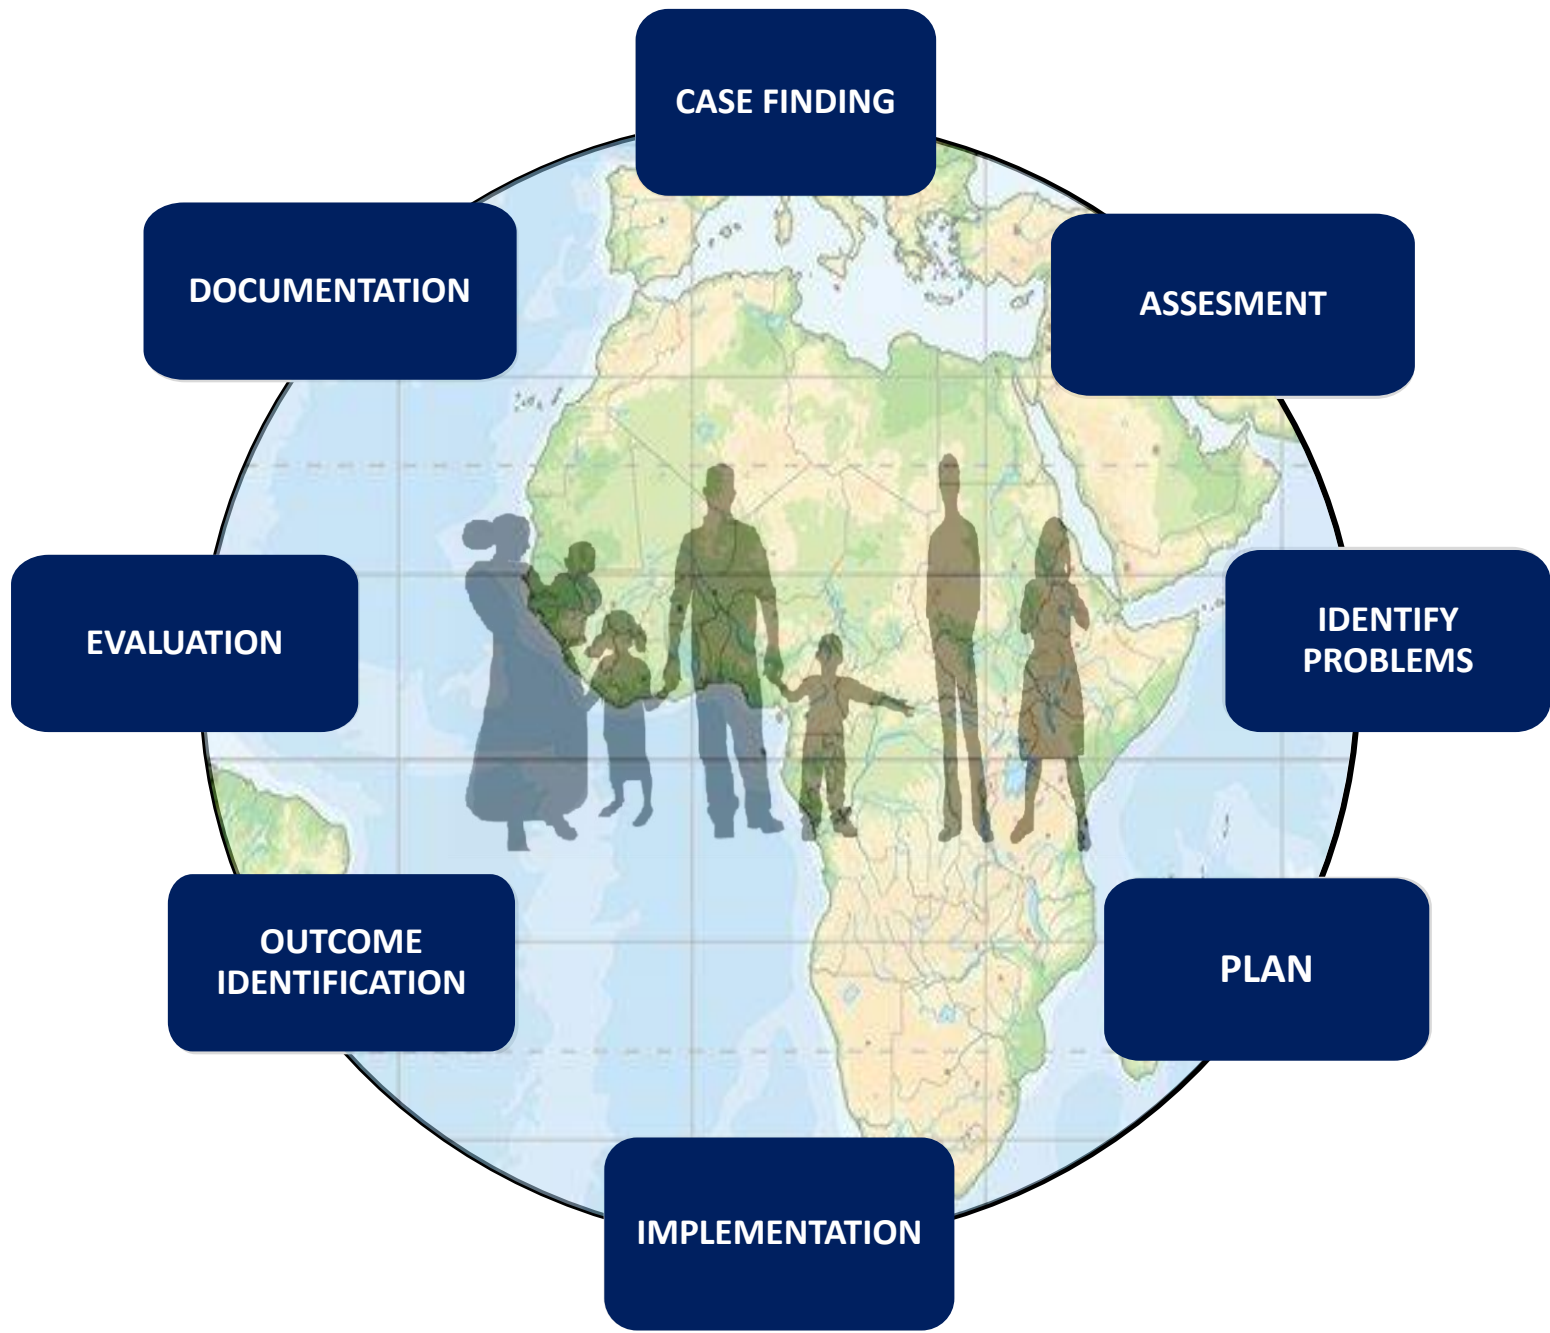 CASE FINDING
ASSESMENT
IDENTIFY
PROBLEMS
PLAN
IMPLEMENTATION
OUTCOME
IDENTIFICATION
EVALUATION
DOCUMENTATION